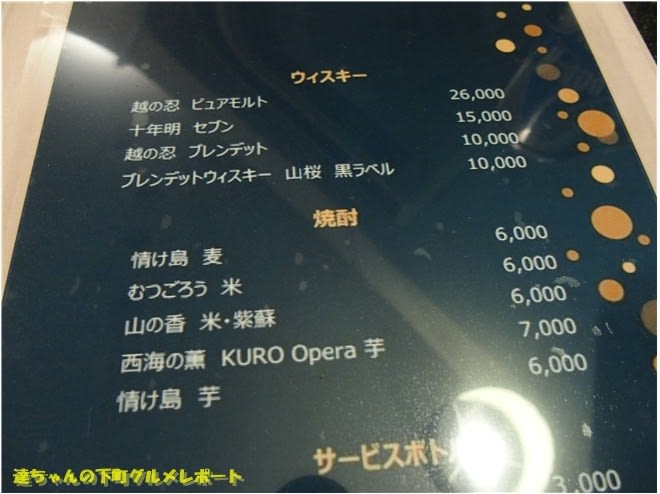 ウィスキー
越の忍 ピュアモルト 26,000
十年明 セブン 15,000
越の忍 ブレンデット 10,000
ブレンデットウィスキー 山桜 黒ラベル 10,000
焼酎
情け島 麦 6,000
むつごろう 米 6,000
山の香 米・紫蘇 6,000
西海の薫 KURO Opera 芋 7,000
情け島 芋 6,000
サービスボト
3,000
達ちゃんの下町グルメレポート